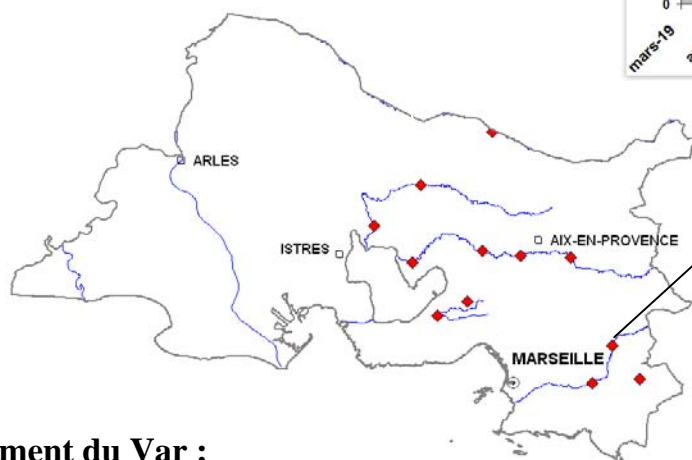 0
mars-19
ARLES
AIX-EN-PROVENCE
ISTRES
MARSEILLE
ment du Var :